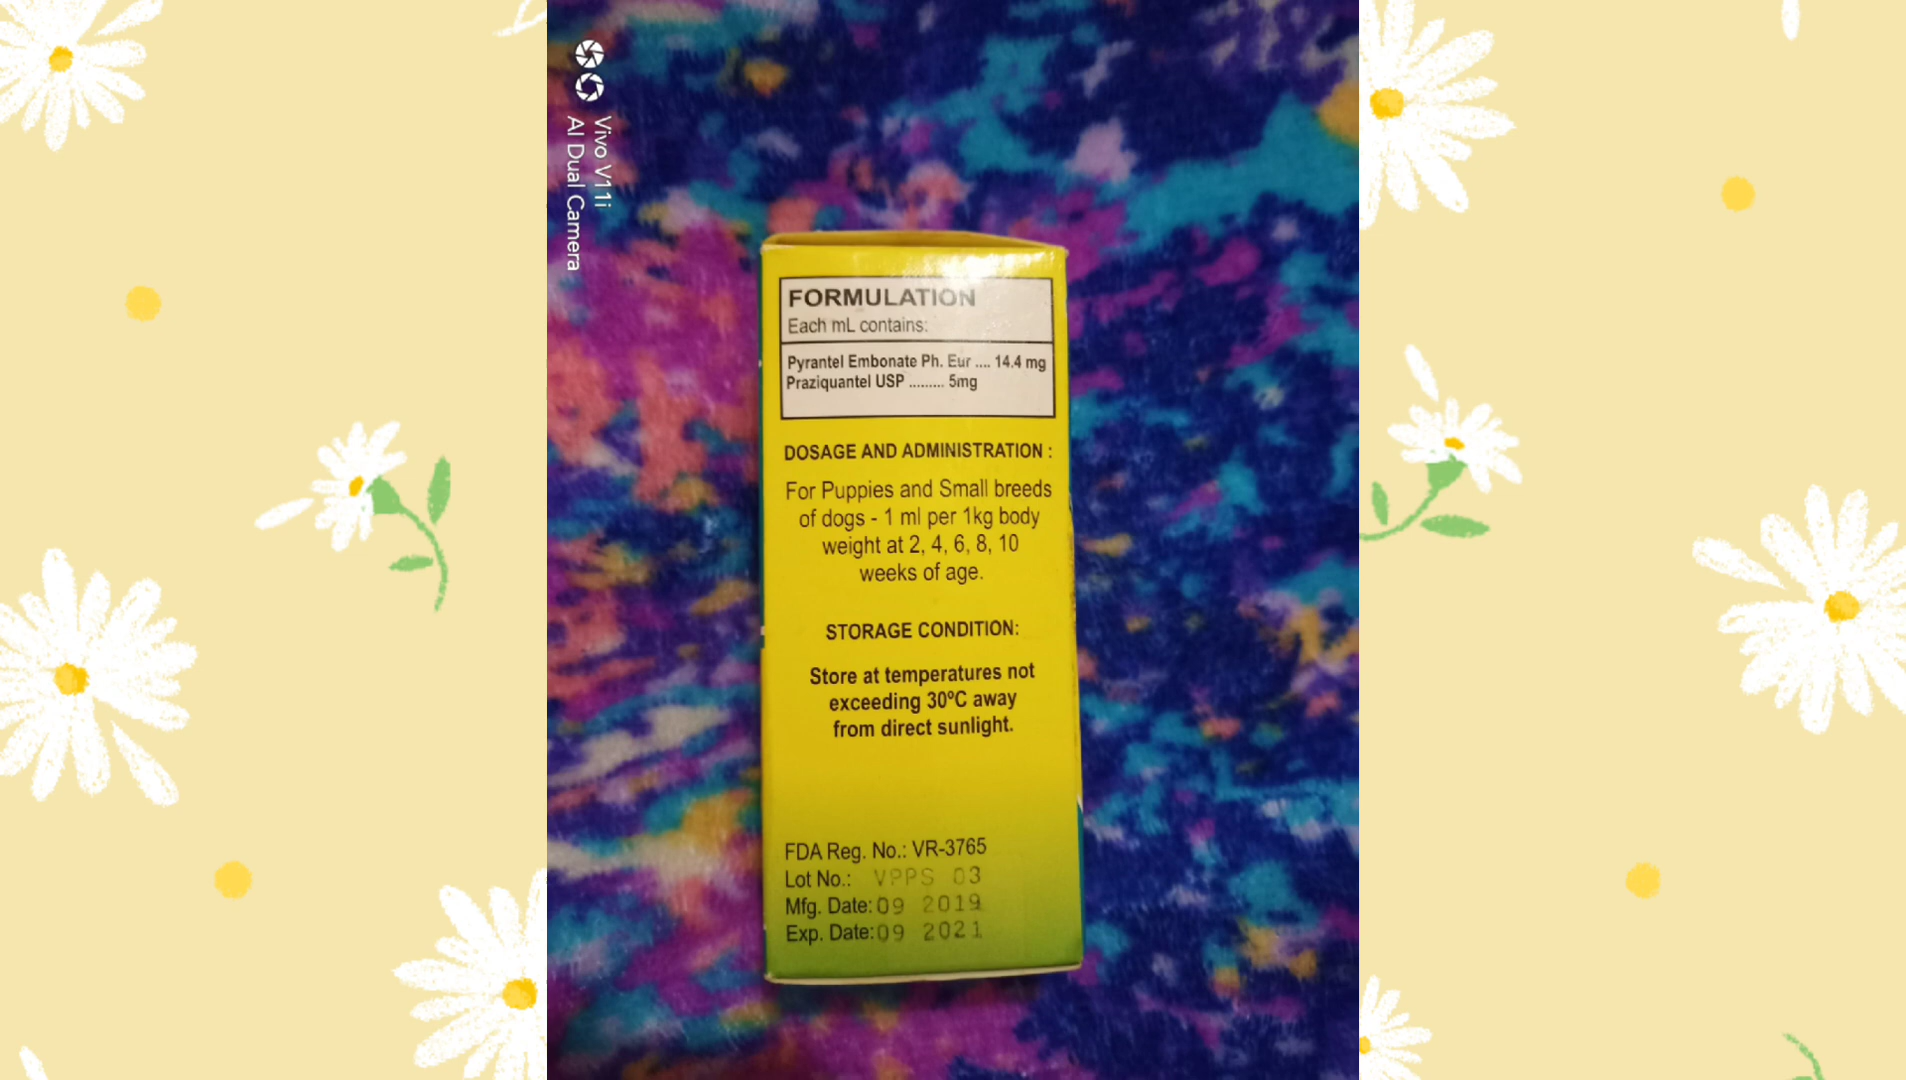 Vivo V11i
AI Dual Camera
FORMULATION
Each mL contains:
Pyrantel Embonate Ph. Eur .... 14.4 mg
Praziquantel USP ......... 5mg
DOSAGE AND ADMINISTRATION :
For Puppies and Small breeds
of dogs - 1 ml per 1kg body
weight at 2, 4, 6, 8, 10
weeks of age.
STORAGE CONDITION:
Store at temperatures not
exceeding 30ºC away
from direct sunlight.
FDA Reg. No.: VR-3765
Lot No.: VPPS 03
Mfg. Date: 09 2019
Exp. Date: 09 2021